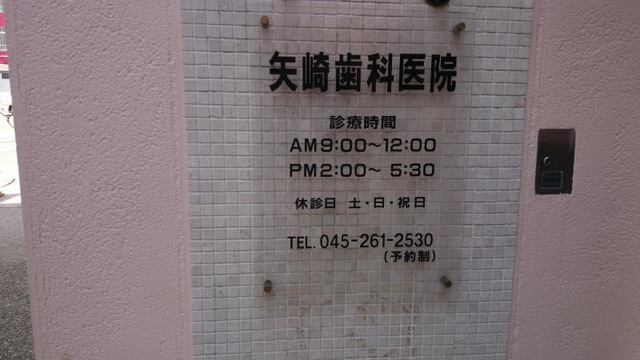 矢崎歯科医院
診療時間
AM9:00～12:00
PM2:00～ 5:30
休診日 土・日・祝日
TEL. 045-261-2530
(予約制)